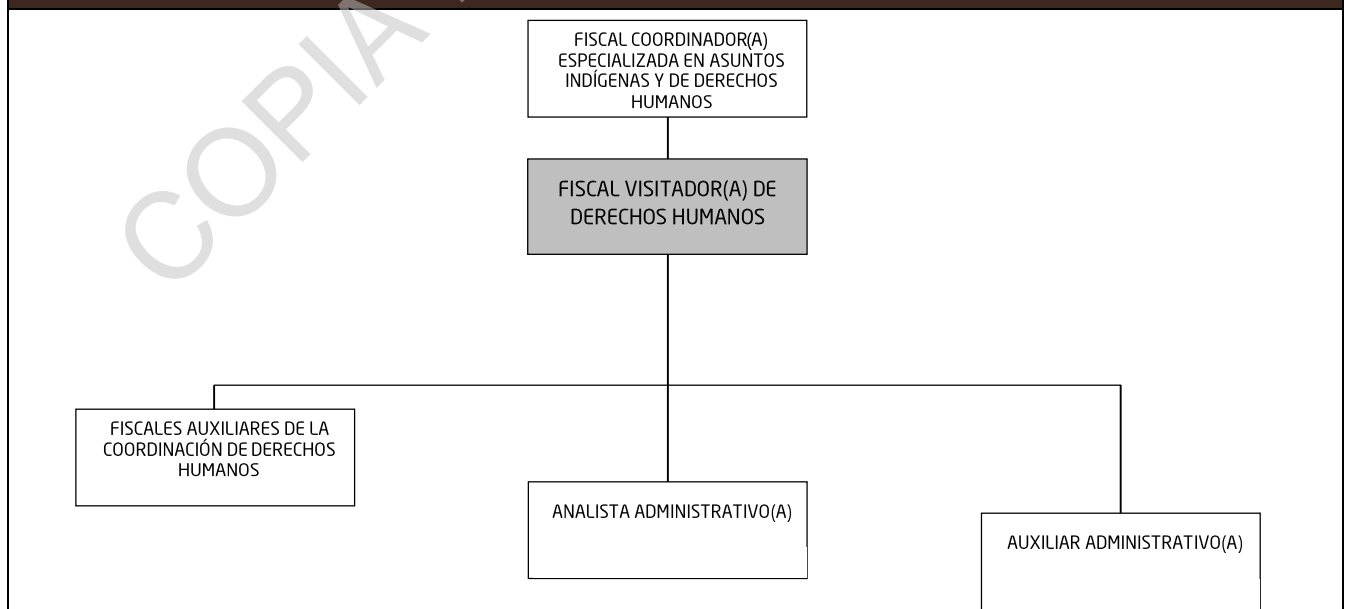 COPIA
FISCAL COORDINADOR(A)
ESPECIALIZADA EN ASUNTOS
INDÍGENAS Y DE DERECHOS
HUMANOS
FISCAL VISITADOR(A) DE
DERECHOS HUMANOS
FISCALES AUXILIARES DE LA
COORDINACIÓN DE DERECHOS
HUMANOS
ANALISTA ADMINISTRATIVO(A)
AUXILIAR ADMINISTRATIVO(A)